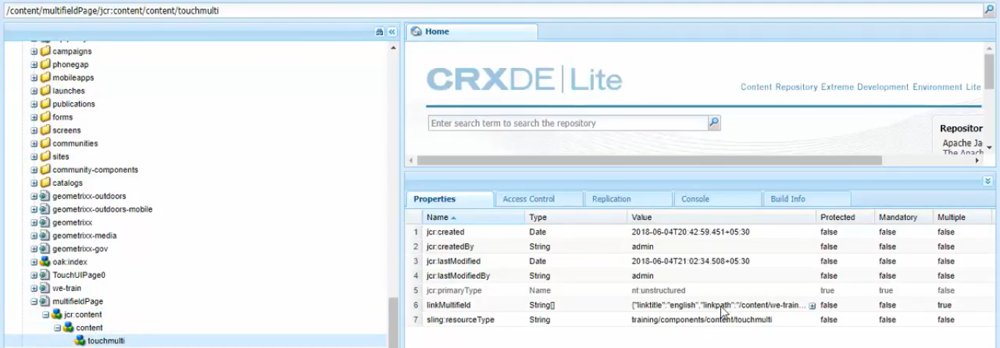 /content/multifieldPage/jcr:content/content/touchmulti
campaigns
phonegap
mobileapps
launches
publications
forms
screens
communities
sites
community-components
catalogs
geometrixx-outdoors
geometrixx-outdoors-mobile
geometrixx
geometrixx-media
geometrixx-gov
oak:index
TouchUIPage0
we-train
multifieldPage
jcr:content
content
touchmulti
Home
CRXDE | Lite
Content Repository Extreme Development Environment Lite
Enter search term to search the repository
Repositor
Apache Ja
The Apach
Properties Access Control Replication Console Build Info
Name Type Value Protected Mandatory Multiple
1 jcr:created Date 2018-06-04T20:42:59.451+05:30 false false false
2 jcr:createdBy String admin false false false
3 jcr:lastModified Date 2018-06-04T21:02:34.508+05:30 false false false
4 jcr:lastModifiedBy String admin false false false
5 jcr:primaryType Name nt:unstructured true true false
6 linkMultifield String[] {"linktitle":"english","linkpath":"/content/we-train... false false true
7 sling:resourceType String training/components/content/touchmulti false false false